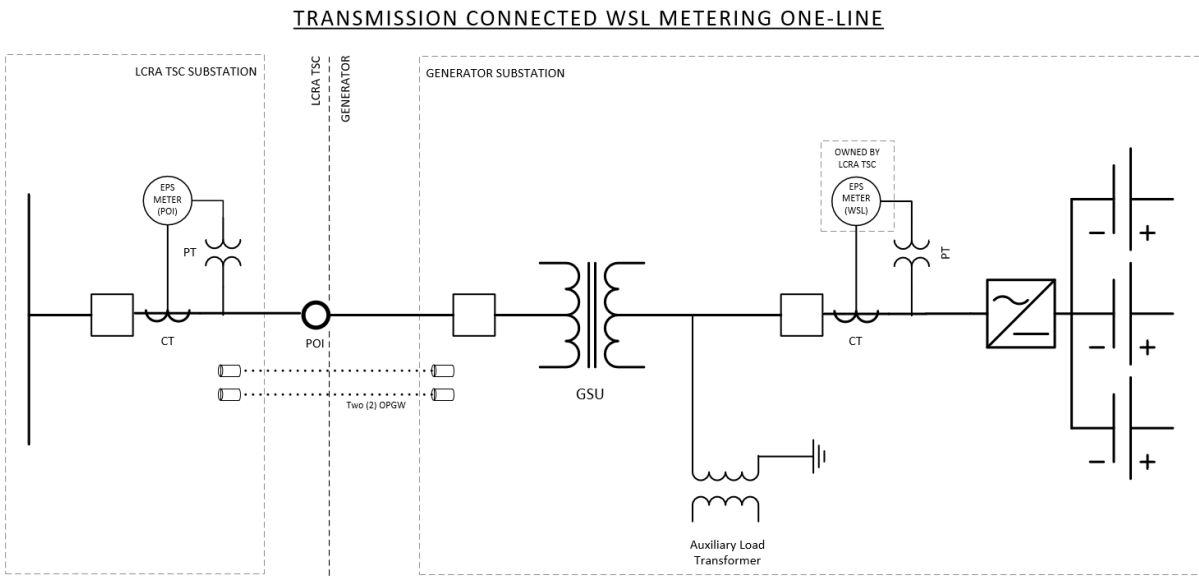 TRANSMISSION CONNECTED WSL METERING ONE-LINE
LCRA TSC SUBSTATION
LCRA TSC
GENERATOR
GENERATOR SUBSTATION
EPS
METER
(POI)
PT
CT
POI
Two (2) OPGW
GSU
OWNED BY
LCRA TSC
EPS
METER
(WSL)
PT
CT
Auxiliary Load
Transformer
− +
− +
− +